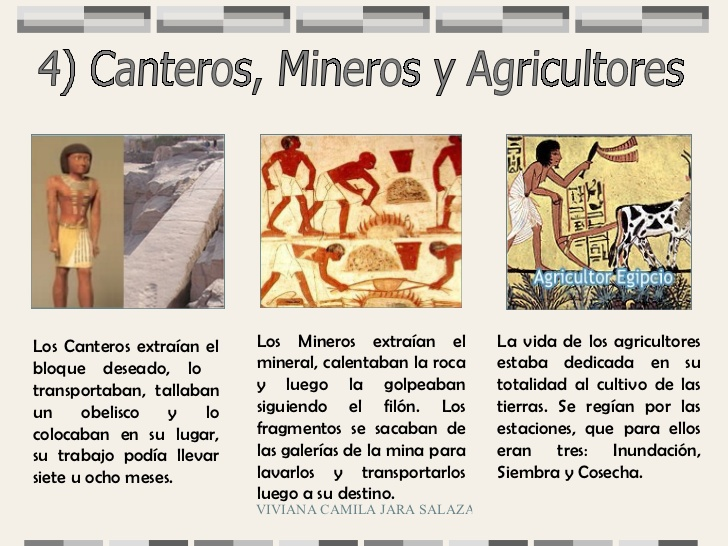 4) Canteros, Mineros y Agricultores
Agricultor Egipcio
Los Canteros extraían el
bloque deseado, lo
transportaban, tallaban
un obelisco y lo
colocaban en su lugar,
su trabajo podía llevar
siete u ocho meses.
Los Mineros extraían el
mineral, calentaban la roca
y luego la golpeaban
siguiendo el filón. Los
fragmentos se sacaban de
las galerías de la mina para
lavarlos y transportarlos
luego a su destino.
La vida de los agricultores
estaba dedicada en su
totalidad al cultivo de las
tierras. Se regían por las
estaciones, que para ellos
eran tres: Inundación,
Siembra y Cosecha.
VIVIANA CAMILA JARA SALAZA